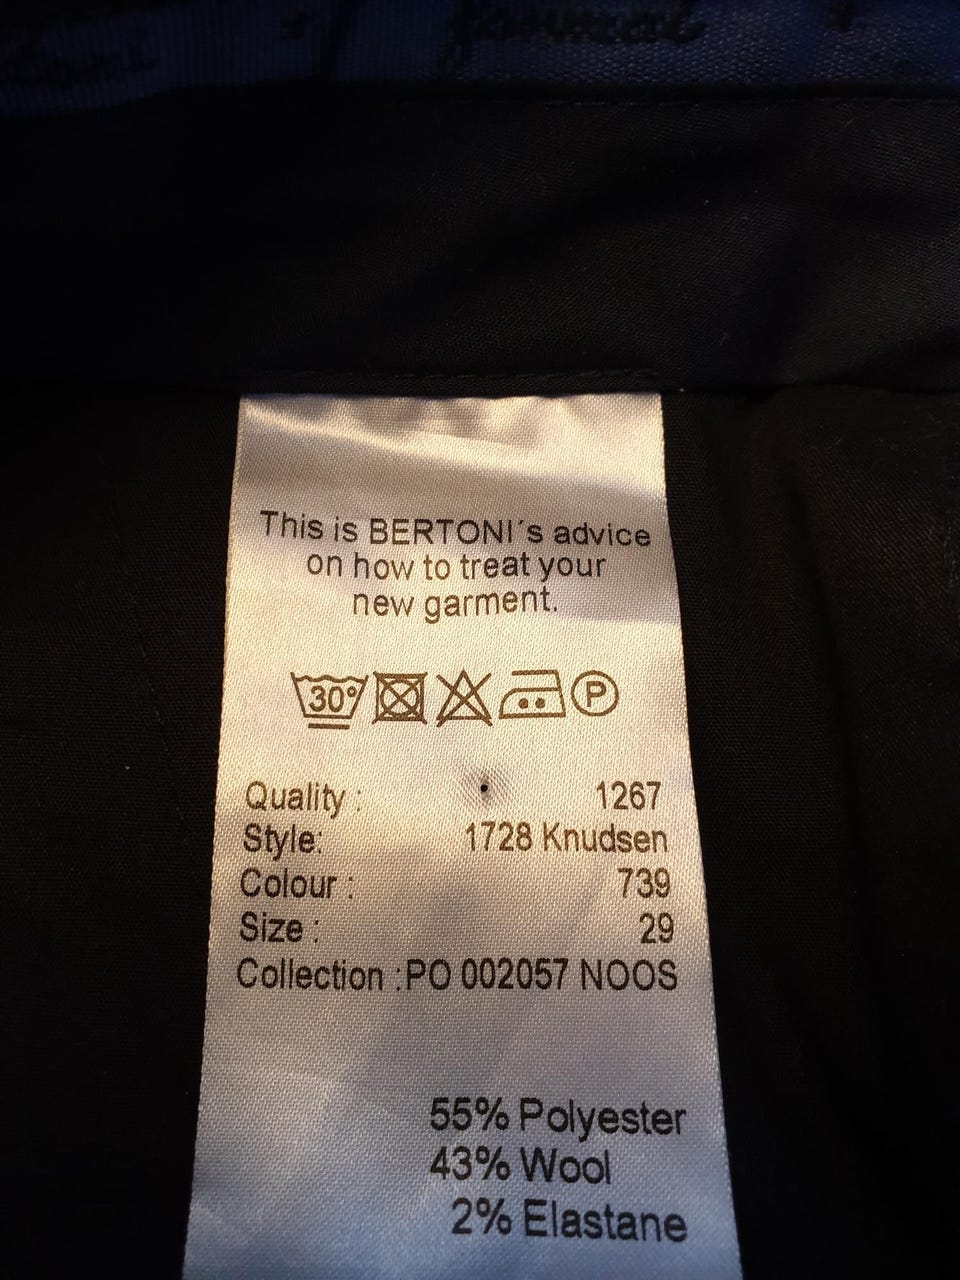 This is BERTONI´s advice
on how to treat your
new garment.
30°
P
Quality : 1267
Style: 1728 Knudsen
Colour : 739
Size : 29
Collection :PO 002057 NOOS
55% Polyester
43% Wool
2% Elastane